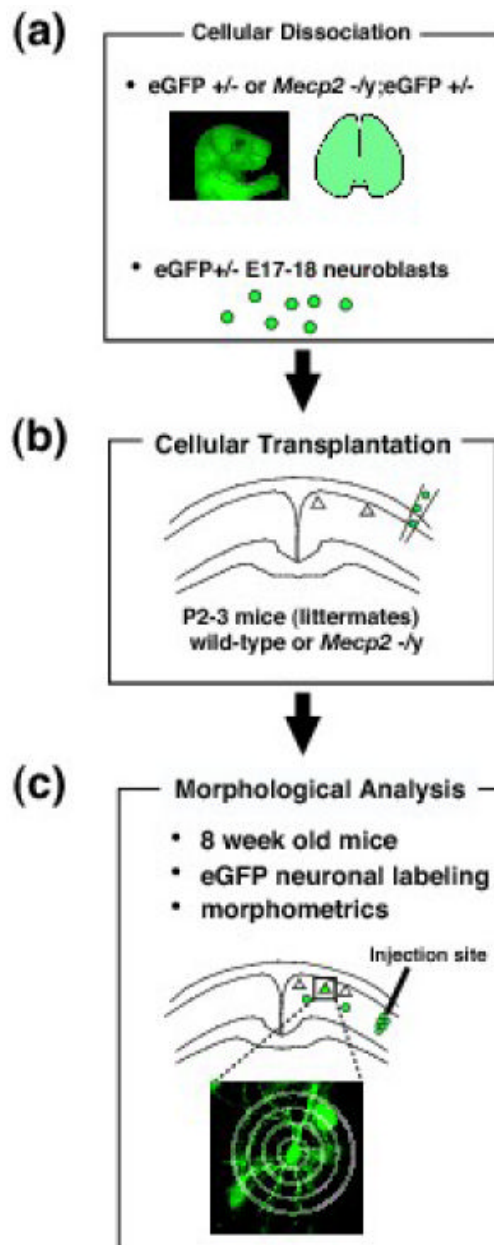 (a)
Cellular Dissociation
• eGFP +/- or Mecp2 -/y;eGFP +/-
• eGFP+/- E17-18 neuroblasts
(b)
Cellular Transplantation
P2-3 mice (littermates)
wild-type or Mecp2 -/y
(c)
Morphological Analysis
• 8 week old mice
• eGFP neuronal labeling
• morphometrics
Injection site